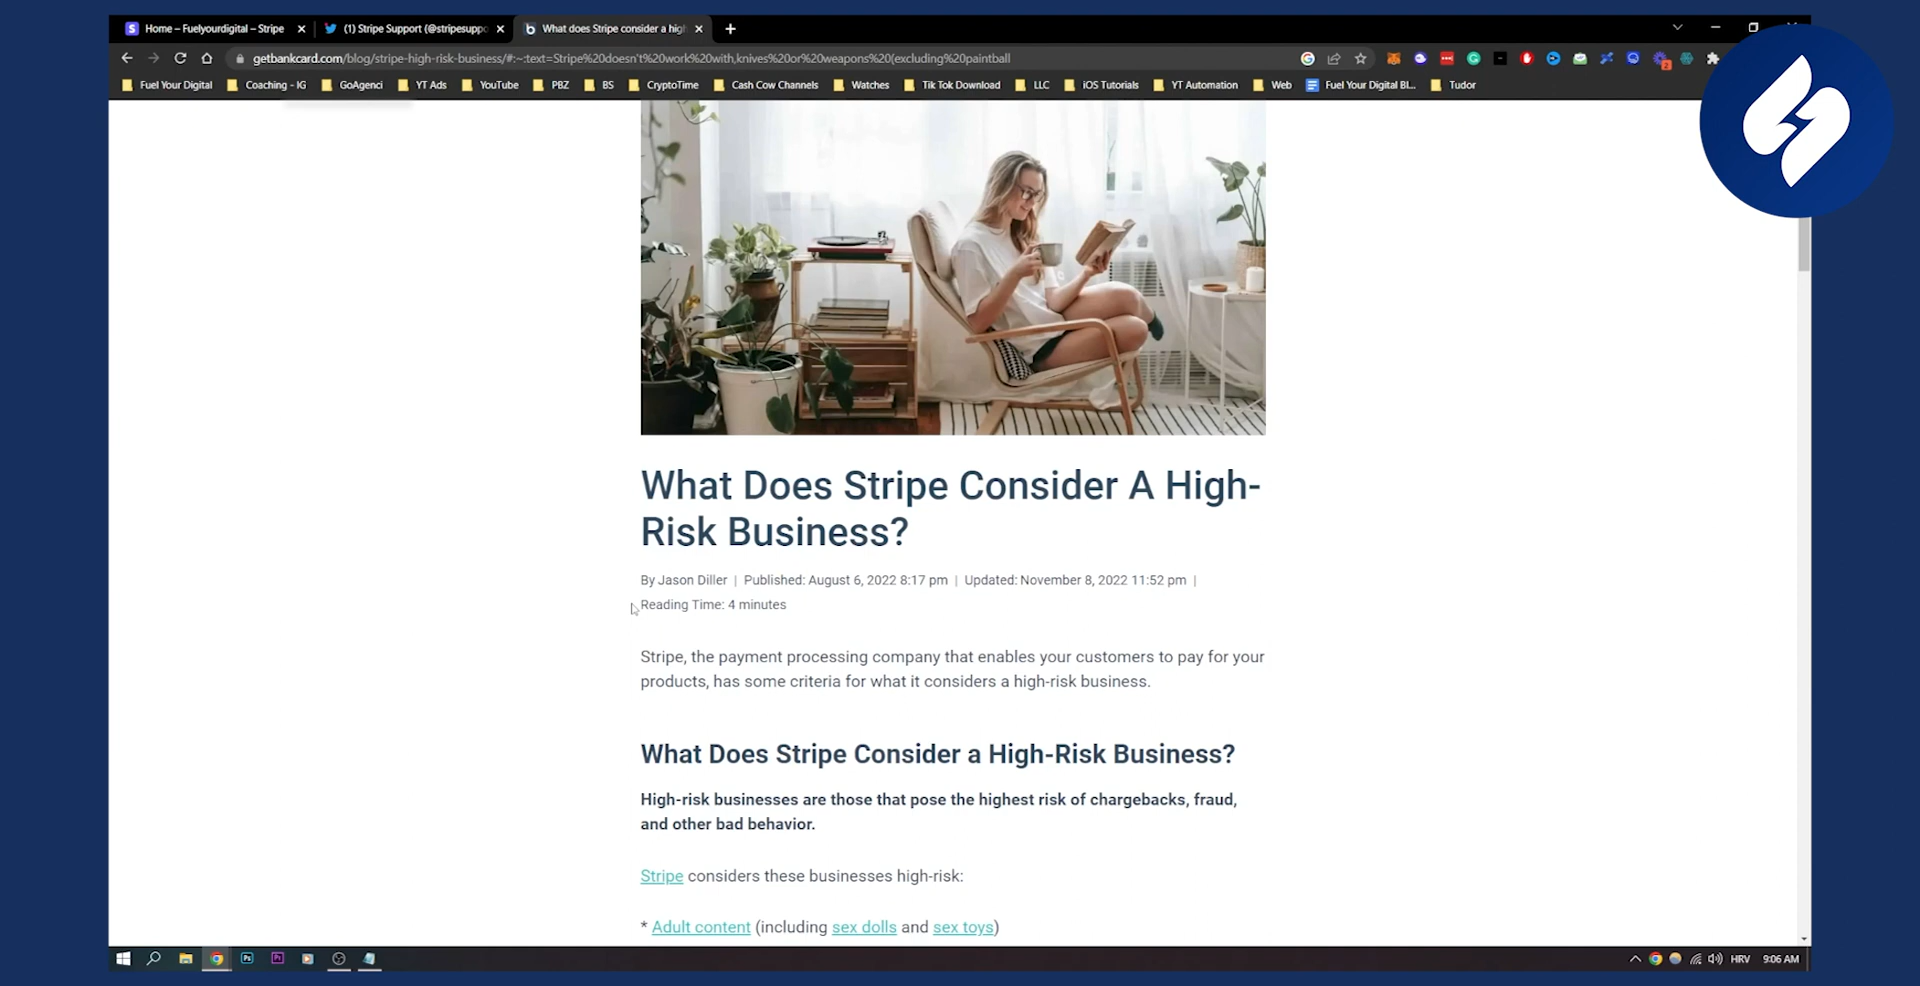 Home – Fuelyourdigital – Stripe
(1) Stripe Support (@stripesuppo
What does Stripe consider a hig
getbankcard.com/blog/stripe-high-risk-business/#:~:text=Stripe%20doesn't%20work%20with,knives%20or%20weapons%20(excluding%20paintball
Fuel Your Digital
Coaching - IG
GoAgenci
YT Ads
YouTube
PBZ
BS
CryptoTime
Cash Cow Channels
Watches
Tik Tok Download
LLC
iOS Tutorials
YT Automation
Web
Fuel Your Digital Bl...
Tudor
What Does Stripe Consider A High-
Risk Business?
By Jason Diller | Published: August 6, 2022 8:17 pm | Updated: November 8, 2022 11:52 pm |
Reading Time: 4 minutes
Stripe, the payment processing company that enables your customers to pay for your
products, has some criteria for what it considers a high-risk business.
What Does Stripe Consider a High-Risk Business?
High-risk businesses are those that pose the highest risk of chargebacks, fraud,
and other bad behavior.
Stripe considers these businesses high-risk:
* Adult content (including sex dolls and sex toys)
HRV
9:06 AM